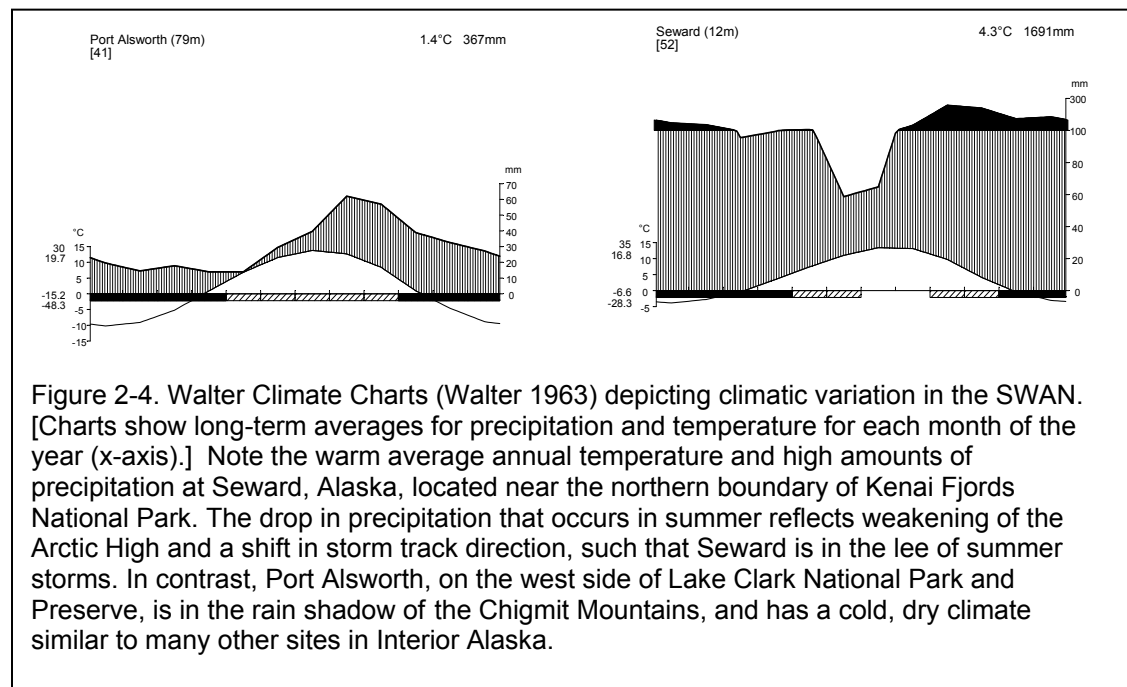 Port Alsworth (79m) 1.4°C 367mm
[41]
Seward (12m) 4.3°C 1691mm
[52]
mm
70
60
50
40
30
20
10
0
°C
15
10
5
0
-5
-10
-15
30
19.7
-15.2
-48.3
mm
300
100
80
60
40
20
0
°C
15
10
5
0
-5
35
16.8
-6.6
-28.3
Figure 2-4. Walter Climate Charts (Walter 1963) depicting climatic variation in the SWAN.
[Charts show long-term averages for precipitation and temperature for each month of the
year (x-axis).] Note the warm average annual temperature and high amounts of
precipitation at Seward, Alaska, located near the northern boundary of Kenai Fjords
National Park. The drop in precipitation that occurs in summer reflects weakening of the
Arctic High and a shift in storm track direction, such that Seward is in the lee of summer
storms. In contrast, Port Alsworth, on the west side of Lake Clark National Park and
Preserve, is in the rain shadow of the Chigmit Mountains, and has a cold, dry climate
similar to many other sites in Interior Alaska.